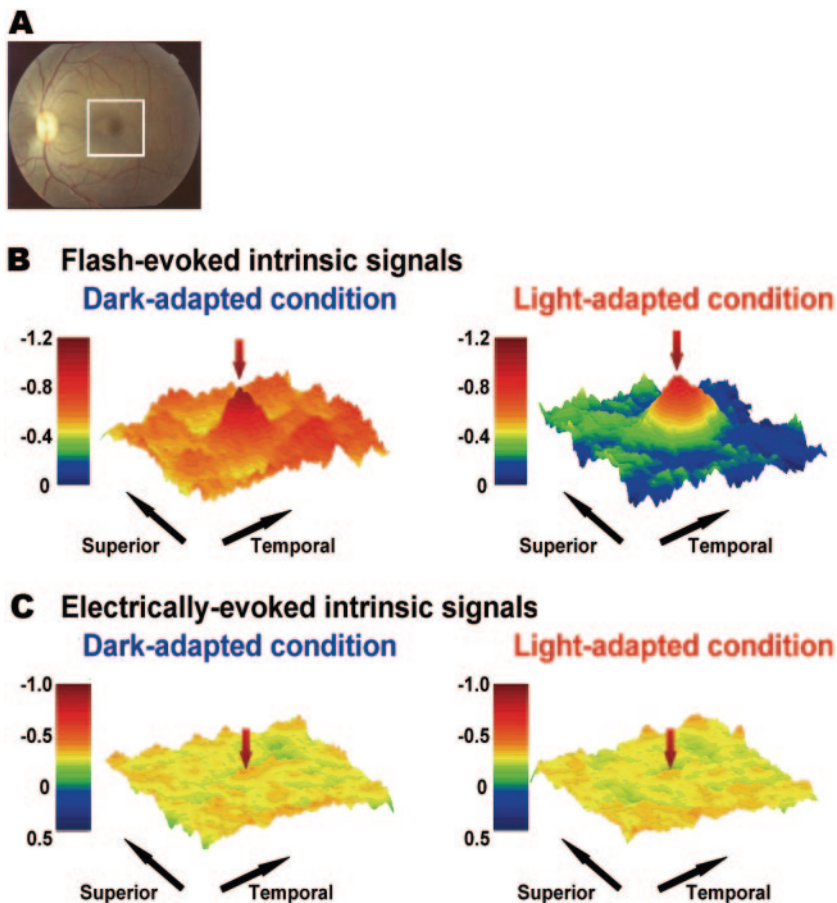 A
B Flash-evoked intrinsic signals
Dark-adapted condition
Light-adapted condition
-1.2
-0.8
-0.4
0
Superior
Temporal
-1.2
-0.8
-0.4
0
Superior
Temporal
C Electrically-evoked intrinsic signals
Dark-adapted condition
Light-adapted condition
-1.0
-0.5
0
0.5
Superior
Temporal
-1.0
-0.5
0
0.5
Superior
Temporal